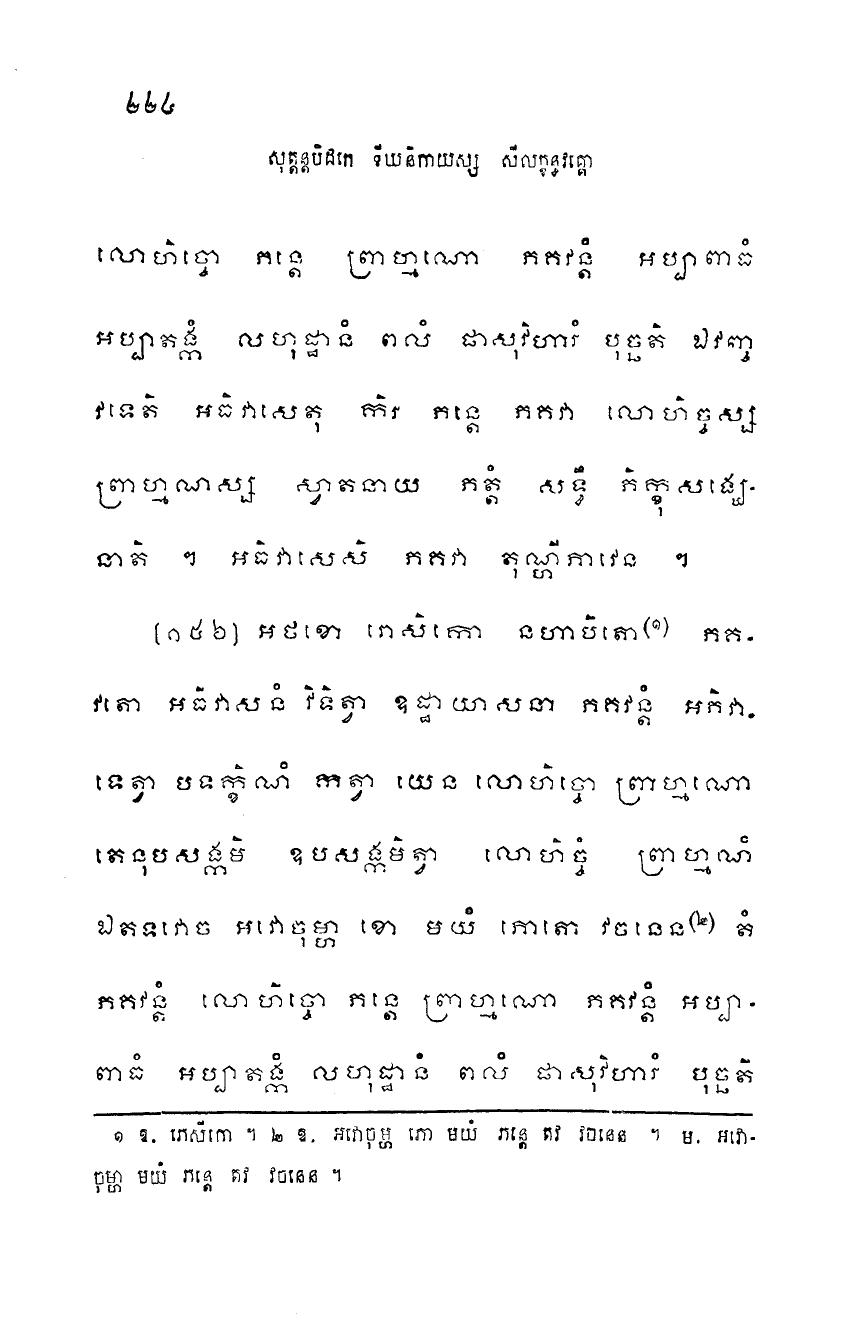 ២២៤
សុត្តន្តបិដកេ ទីឃនិកាយស្ស សីលក្ខន្ធវគ្គោ
លោហិច្ចោ ភន្តេ ព្រាហ្មណោ ភគវន្តំ អប្បាពាធំ
អប្បាតង្កំ លហុដ្ឋានំ ពលំ ផាសុវិហារំ បុច្ឆតិ ឯវញ្ច
វទេតិ អធិវាសេតុ កិរ ភន្តេ ភគវា លោហិច្ចស្ស
ព្រាហ្មណស្ស ស្វាតនាយ ភត្តំ សទ្ធឹ ភិក្ខុសង្ឃេ-
នាតិ ។ អធិវាសេសិ ភគវា តុណ្ហីភាវេន ។
[១៥៦] អថខោ ភេសិកោ នហាបិតោ(១) ភគ-
វតោ អធិវាសនំ វិទិត្វា ឧដ្ឋាយាសនា ភគវន្តំ អភិវា-
ទេត្វា បទក្ខិណំ កត្វា យេន លោហិច្ចោ ព្រាហ្មណោ
តេនុបសង្កមិ ឧបសង្កមិត្វា លោហិច្ចំ ព្រាហ្មណំ
ឯតទវោច អវោចុម្ហា ខោ មយំ ភោតោ វចនេន(២) តំ
ភគវន្តំ លោហិច្ចោ ភន្តេ ព្រាហ្មណោ ភគវន្តំ អប្បា-
ពាធំ អប្បាតង្កំ លហុដ្ឋានំ ពលំ ផាសុវិហារំ បុច្ឆតិ
១ ឱ. ភេសីកោ ។ ២ ឱ. អវោចុម្ហ ភោ មយំ ភន្តេ តវ វចនេន ។ ម. អវោ-
ចុម្ហា មយំ ភន្តេ តវ វចនេន ។